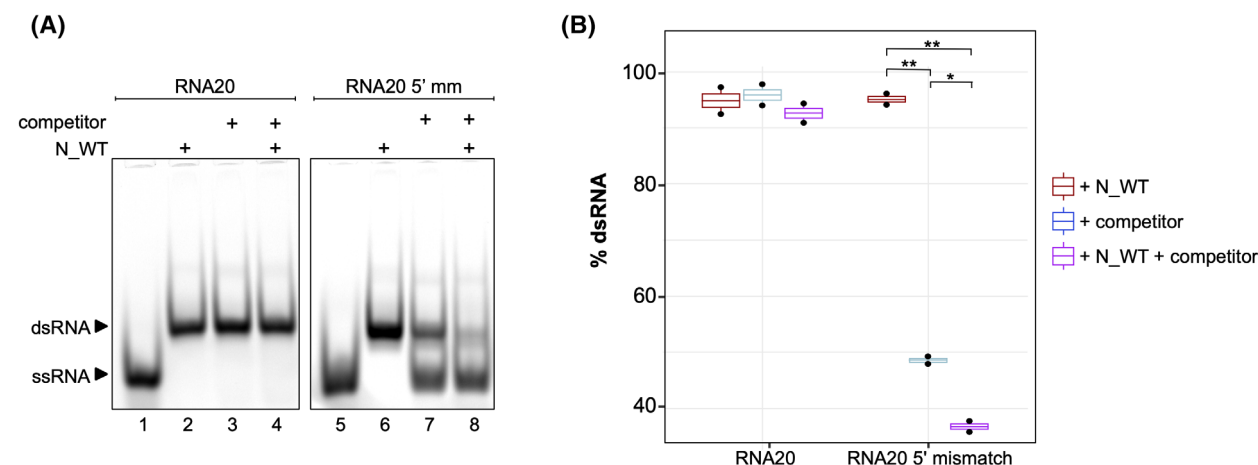 (A)
RNA20 RNA20 5' mm
competitor + + + +
N_WT + + + +
dsRNA
ssRNA
1 2 3 4 5 6 7 8
(B)
% dsRNA
100
80
60
40
** 
** *
RNA20 RNA20 5' mismatch
+ N_WT
+ competitor
+ N_WT + competitor